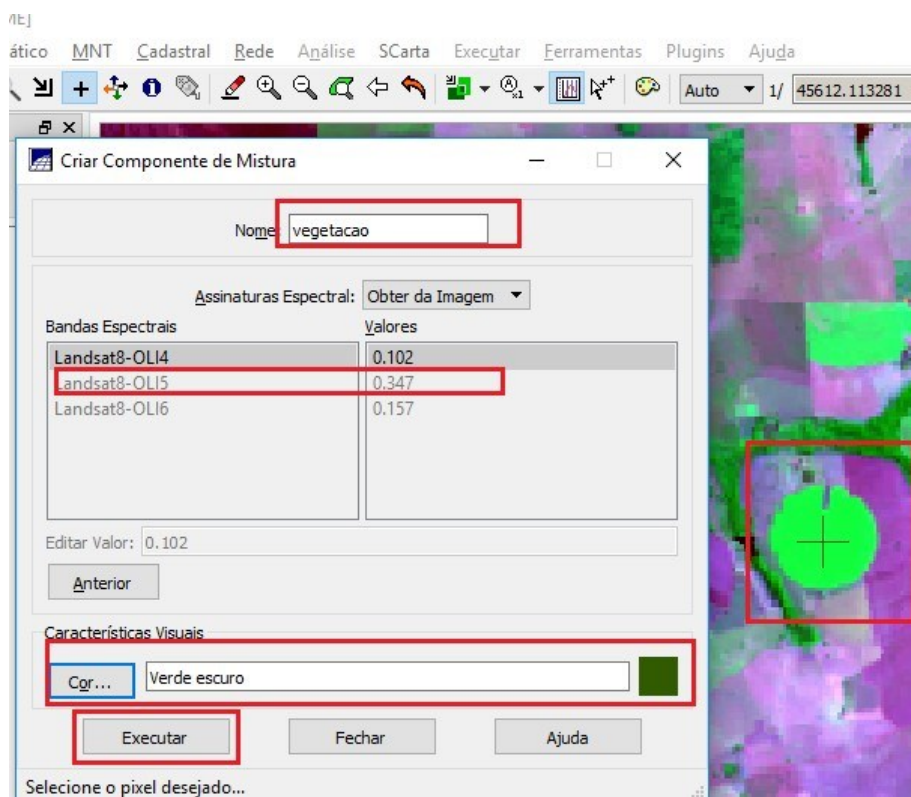 ME]
ático MNT Cadastral Rede Análise SCarta Executar Ferramentas Plugins Ajuda
Auto 1/ 45612.113281
Criar Componente de Mistura
Nome: vegetacao
Assinaturas Espectral: Obter da Imagem
Bandas Espectrais Valores
Landsat8-OLI4 0.102
Landsat8-OLI5 0.347
Landsat8-OLI6 0.157
Editar Valor: 0.102
Anterior
Características Visuais
Cor... Verde escuro
Executar Fechar Ajuda
Selecione o pixel desejado...